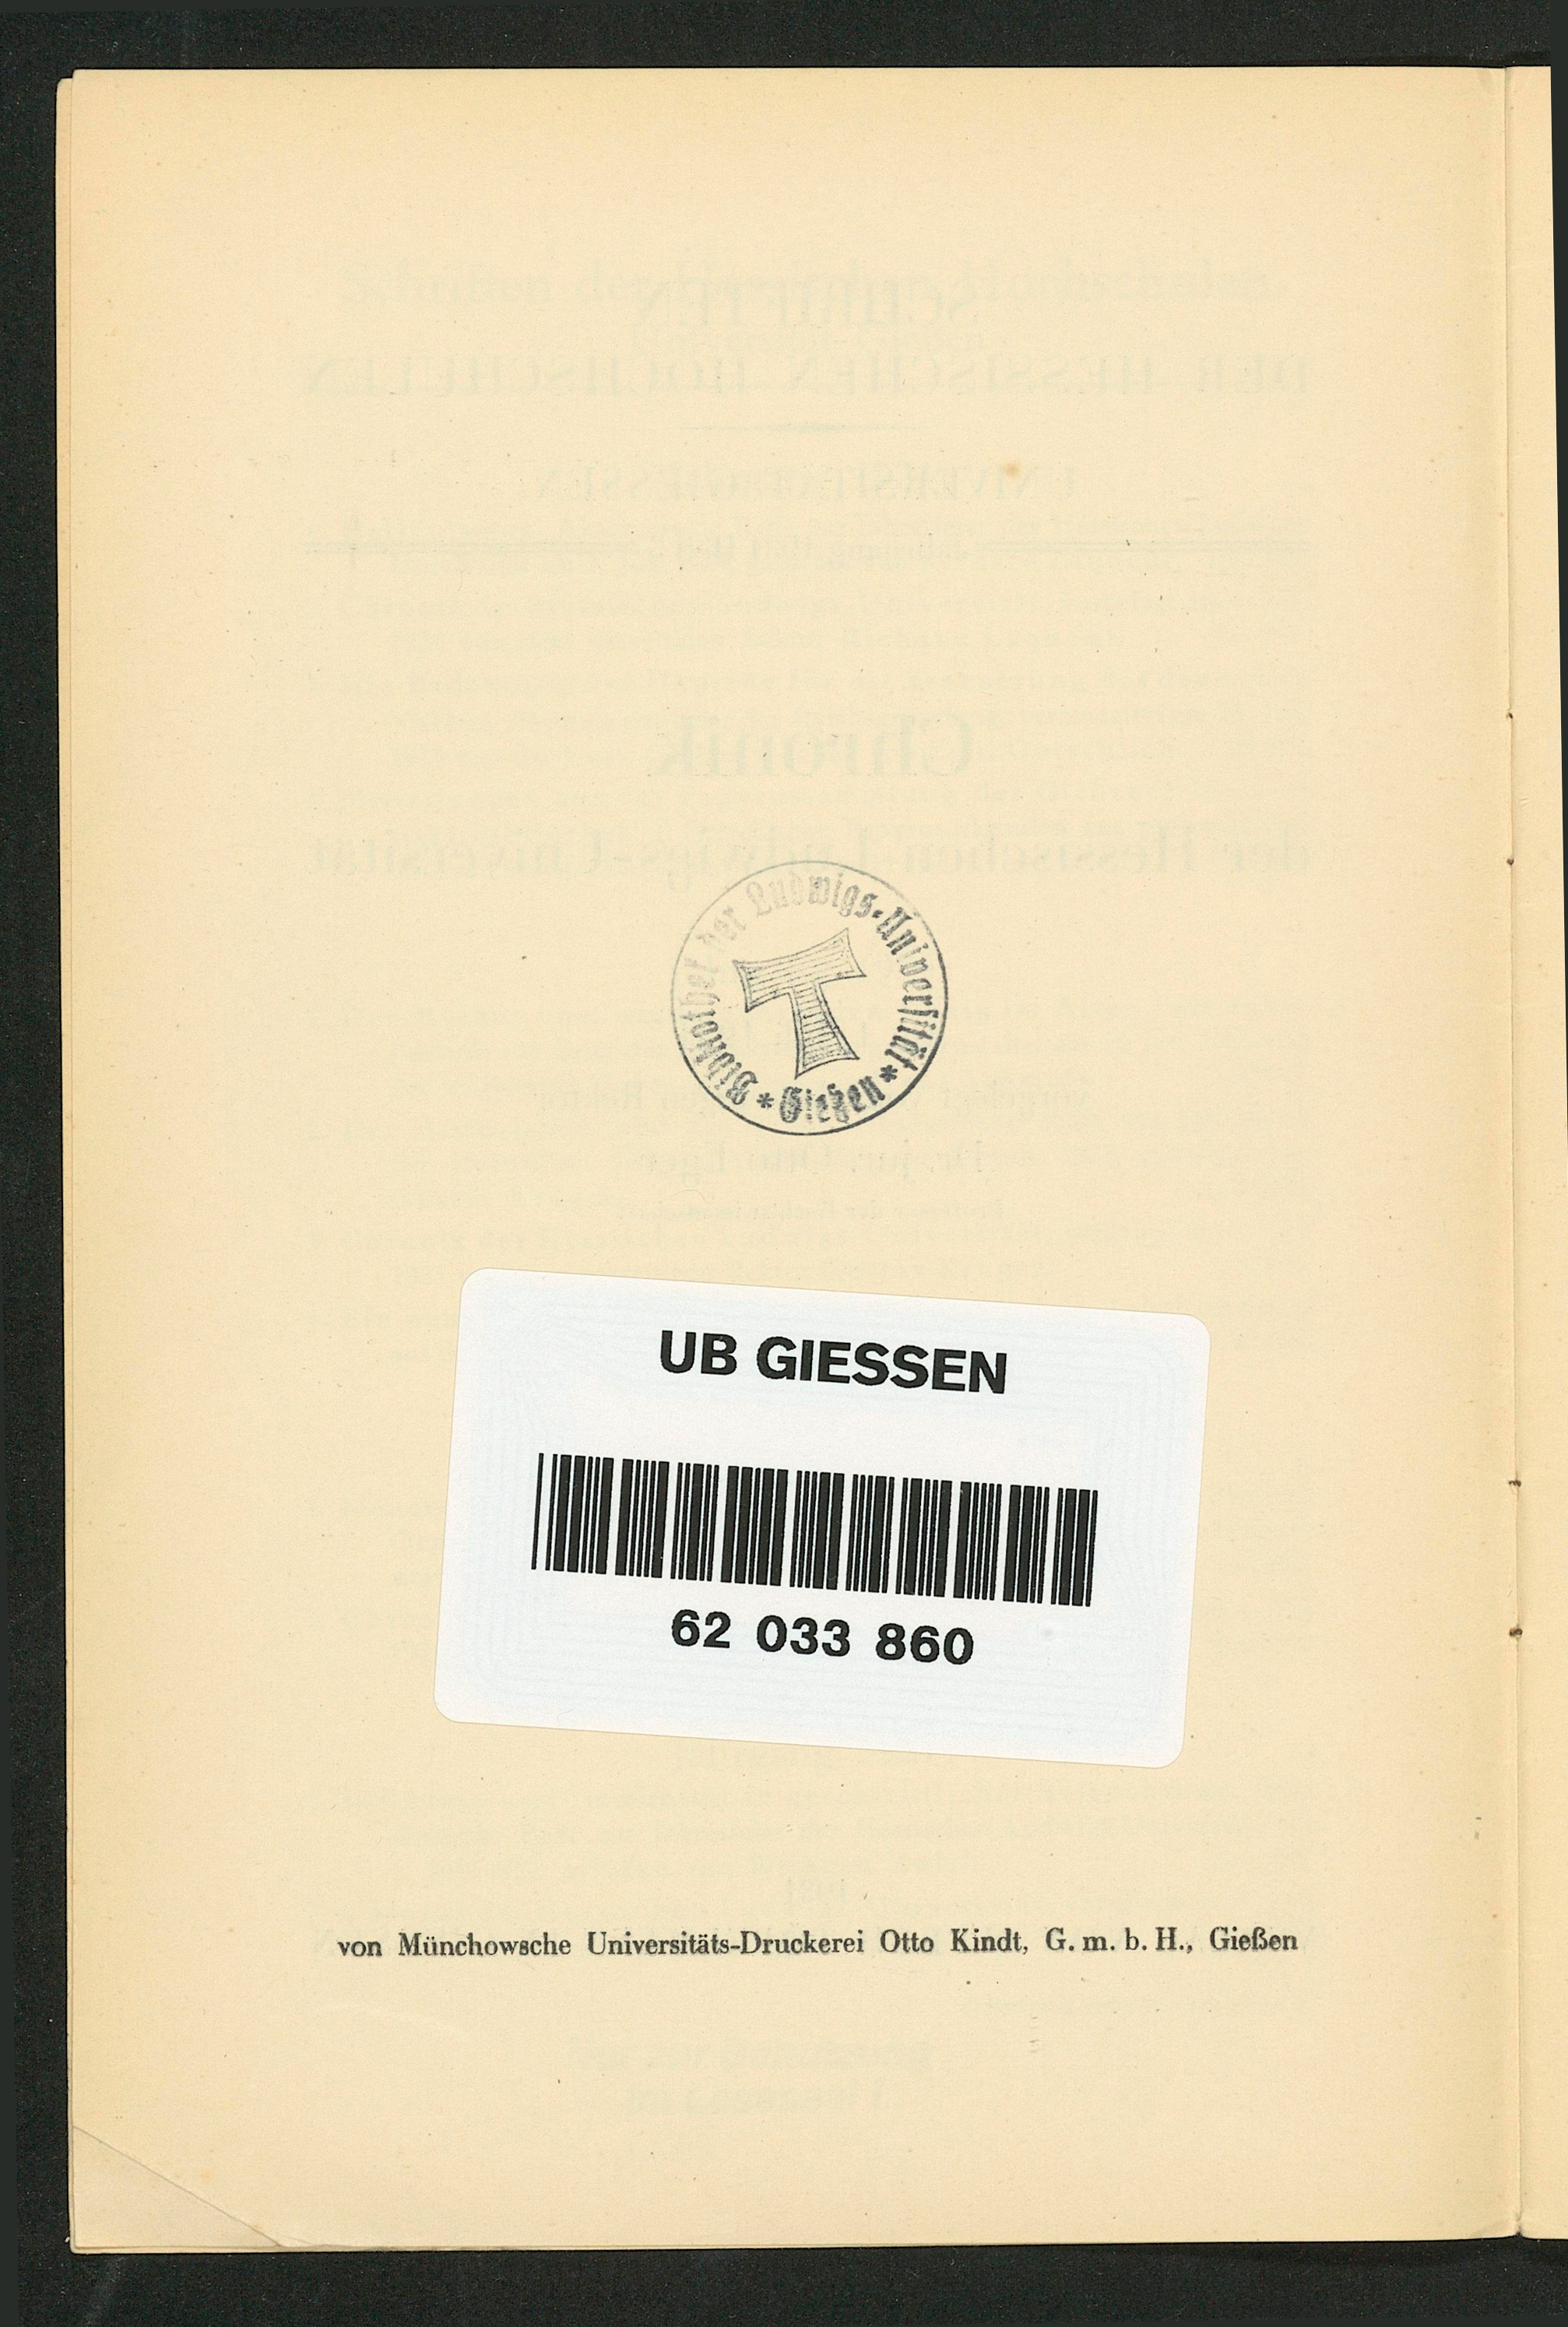 Bibliothek der Ludwigs-Universität * Gießen *
UB GIESSEN
62 033 860
von Münchowsche Universitäts-Druckerei Otto Kindt, G. m. b. H., Gießen